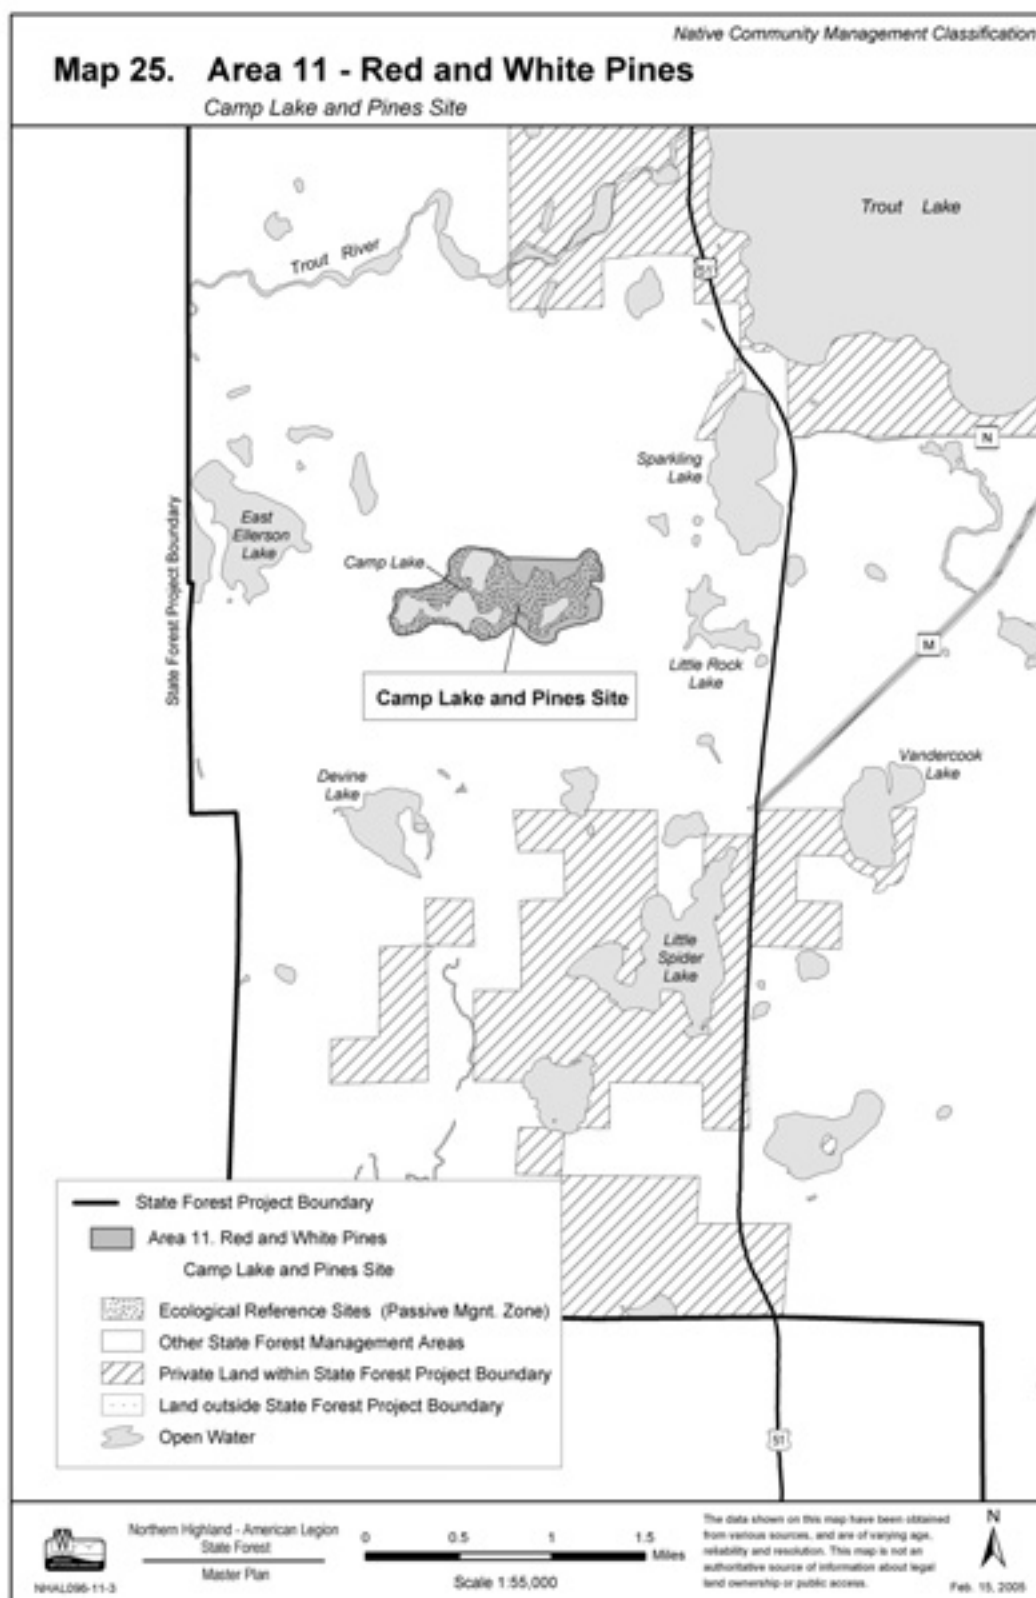 Native Community Management Classification
Map 25. Area 11 - Red and White Pines
Camp Lake and Pines Site
Trout Lake
Trout River
51
N
Sparkling
Lake
East
Ellerson
Lake
Camp Lake
State Forest Project Boundary
M
Little Rock
Lake
Camp Lake and Pines Site
Vandercook
Lake
Devine
Lake
Little
Spider
Lake
State Forest Project Boundary
Area 11. Red and White Pines
Camp Lake and Pines Site
Ecological Reference Sites (Passive Mgnt. Zone)
Other State Forest Management Areas
Private Land within State Forest Project Boundary
Land outside State Forest Project Boundary
Open Water
51
Northern Highland - American Legion
State Forest
Master Plan
NHAL096-11-3
0 0.5 1 1.5
Miles
Scale 1:55,000
The data shown on this map have been obtained
from various sources, and are of varying age,
reliability and resolution. This map is not an
authoritative source of information about legal
land ownership or public access.
N
Feb. 15, 2005